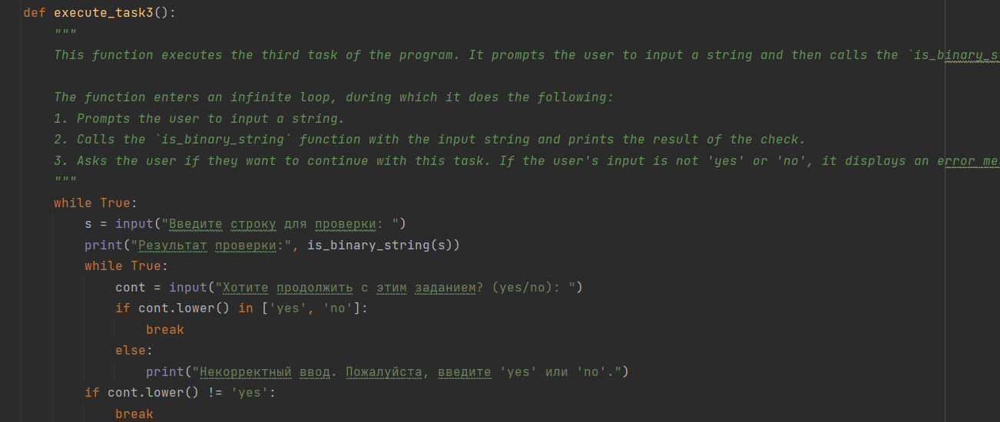 def execute_task3():
"""
This function executes the third task of the program. It prompts the user to input a string and then calls the `is_binary_s
The function enters an infinite loop, during which it does the following:
1. Prompts the user to input a string.
2. Calls the `is_binary_string` function with the input string and prints the result of the check.
3. Asks the user if they want to continue with this task. If the user's input is not 'yes' or 'no', it displays an error me
"""
while True:
s = input("Введите строку для проверки: ")
print("Результат проверки:", is_binary_string(s))
while True:
cont = input("Хотите продолжить с этим заданием? (yes/no): ")
if cont.lower() in ['yes', 'no']:
break
else:
print("Некорректный ввод. Пожалуйста, введите 'yes' или 'no'.")
if cont.lower() != 'yes':
break